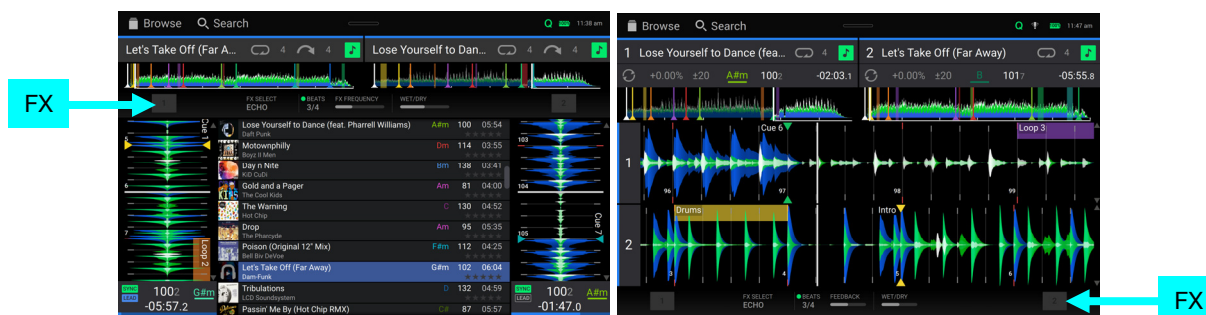 Browse Search Q 11:38 am
Let's Take Off (Far A... 4 4 Lose Yourself to Dan... 4 4
FX
1 FX SELECT ECHO BEATS 3/4 FX FREQUENCY WET/DRY 2
Cue 1
5
6
7
Loop 2
Lose Yourself to Dance (feat. Pharrell Williams) A#m 100 05:54
Daft Punk
Motownphilly Dm 114 03:55
Boyz II Men
Day n Nite Bm 138 03:41
KiD CuDi
Gold and a Pager Am 81 04:00
The Cool Kids
The Warning C 130 04:52
Hot Chip
Drop Am 95 05:35
The Pharcyde
Poison (Original 12" Mix) F#m 112 04:25
Bell Biv DeVoe
Let's Take Off (Far Away) G#m 102 06:04
Dam-Funk
Tribulations D 132 04:59
LCD Soundsystem
Passin' Me By (Hot Chip RMX) C# 87 05:57
103
104
105
Cue 7
SYNC LEAD 1002 G#m
-05:57.2
SYNC LEAD 1002 A#m
-01:47.0
Browse Search Q 11:47 am
1 Lose Yourself to Dance (fea... 4 2 Let's Take Off (Far Away) 4
+0.00% ±20 A#m 1002 -02:03.1 +0.00% ±20 B 1017 -05:55.8
Cue 6 Loop 3
1
96 97 98 99
Drums Intro
2
3 4 5 6
1 FX SELECT ECHO BEATS 3/4 FEEDBACK WET/DRY 2
FX